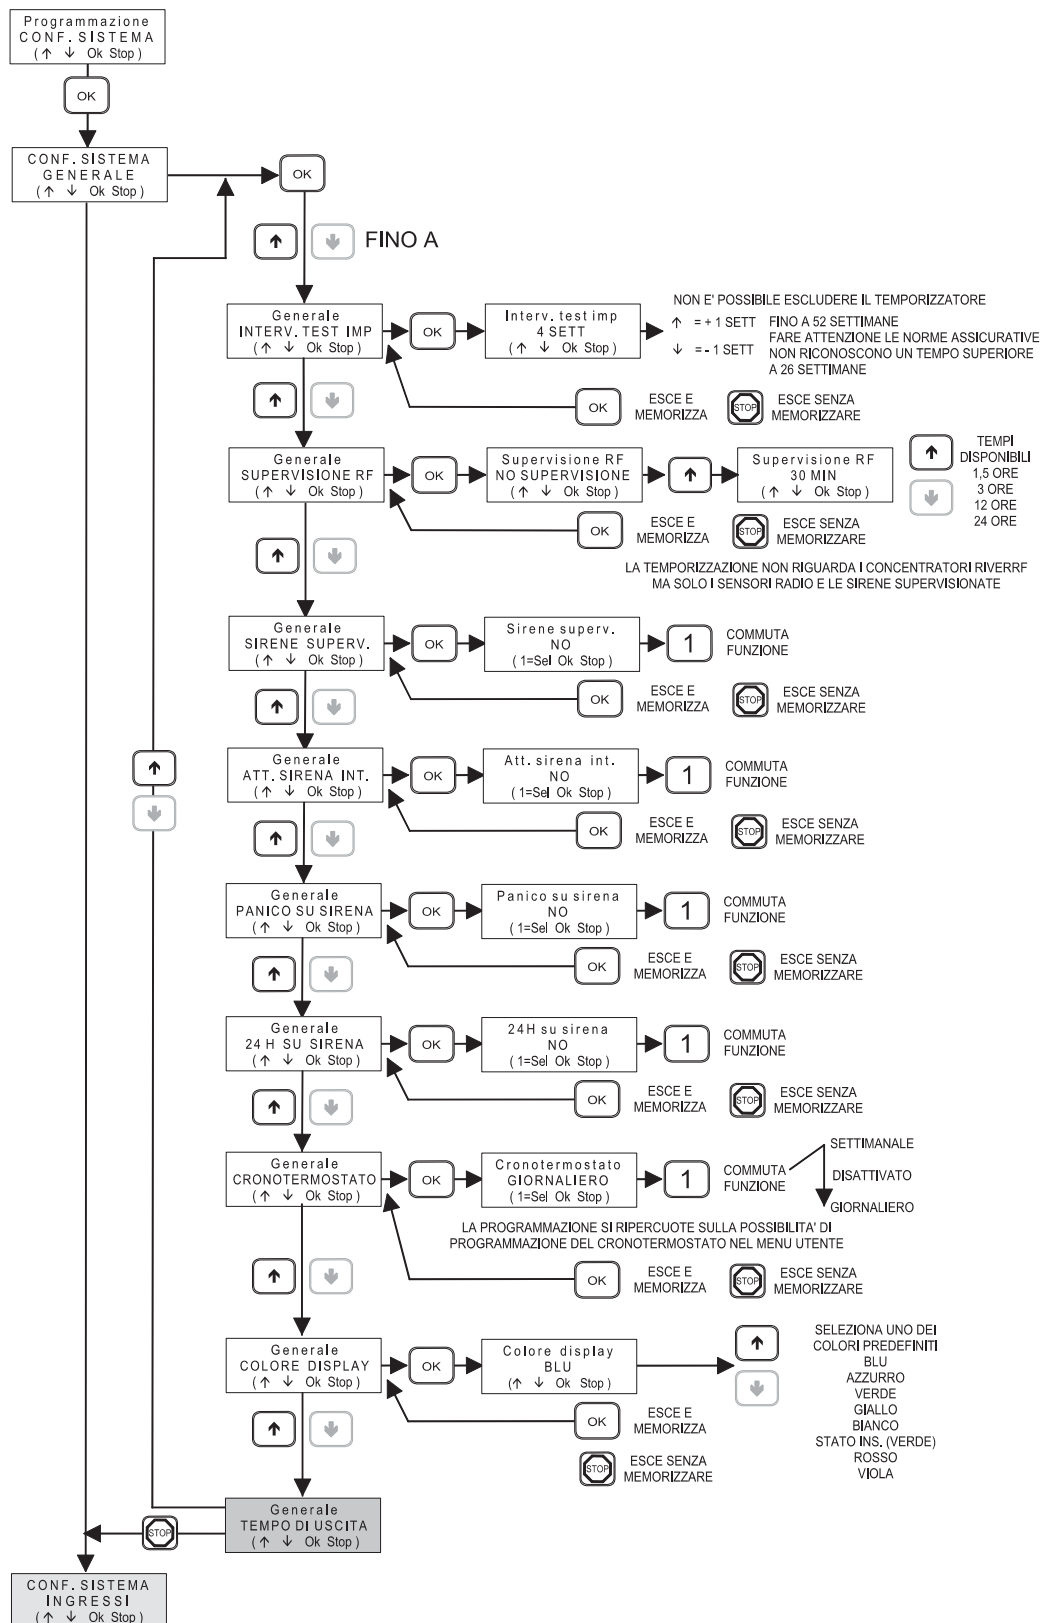 Programmazione
CONF. SISTEMA
(↑ ↓ Ok Stop)
OK
CONF. SISTEMA
GENERALE
(↑ ↓ Ok Stop)
OK
FINO A
Generale
INTERV. TEST IMP
(↑ ↓ Ok Stop)
OK
Interv. test imp
4 SETT
(↑ ↓ Ok Stop)
NON E' POSSIBILE ESCLUDERE IL TEMPORIZZATORE
↑ = + 1 SETT FINO A 52 SETTIMANE
FARE ATTENZIONE LE NORME ASSICURATIVE
↓ = - 1 SETT NON RICONOSCONO UN TEMPO SUPERIORE
A 26 SETTIMANE
OK
ESCE E
MEMORIZZA
STOP
ESCE SENZA
MEMORIZZARE
Generale
SUPERVISIONE RF
(↑ ↓ Ok Stop)
OK
Supervisione RF
NO SUPERVISIONE
(↑ ↓ Ok Stop)
Supervisione RF
30 MIN
(↑ ↓ Ok Stop)
TEMPI
DISPONIBILI
1,5 ORE
3 ORE
12 ORE
24 ORE
OK
ESCE E
MEMORIZZA
STOP
ESCE SENZA
MEMORIZZARE
LA TEMPORIZZAZIONE NON RIGUARDA I CONCENTRATORI RIVERRF
MA SOLO I SENSORI RADIO E LE SIRENE SUPERVISIONATE
Generale
SIRENE SUPERV.
(↑ ↓ Ok Stop)
OK
Sirene superv.
NO
(1=Sel Ok Stop)
1
COMMUTA
FUNZIONE
OK
ESCE E
MEMORIZZA
STOP
ESCE SENZA
MEMORIZZARE
Generale
ATT. SIRENA INT.
(↑ ↓ Ok Stop)
OK
Att. sirena int.
NO
(1=Sel Ok Stop)
1
COMMUTA
FUNZIONE
OK
ESCE E
MEMORIZZA
STOP
ESCE SENZA
MEMORIZZARE
Generale
PANICO SU SIRENA
(↑ ↓ Ok Stop)
OK
Panico su sirena
NO
(1=Sel Ok Stop)
1
COMMUTA
FUNZIONE
OK
ESCE E
MEMORIZZA
STOP
ESCE SENZA
MEMORIZZARE
Generale
24 H SU SIRENA
(↑ ↓ Ok Stop)
OK
24H su sirena
NO
(1=Sel Ok Stop)
1
COMMUTA
FUNZIONE
OK
ESCE E
MEMORIZZA
STOP
ESCE SENZA
MEMORIZZARE
Generale
CRONOTERMOSTATO
(↑ ↓ Ok Stop)
OK
Cronotermostato
GIORNALIERO
(1=Sel Ok Stop)
1
COMMUTA
FUNZIONE
SETTIMANALE
DISATTIVATO
GIORNALIERO
LA PROGRAMMAZIONE SI RIPERCUOTE SULLA POSSIBILITA' DI
PROGRAMMAZIONE DEL CRONOTERMOSTATO NEL MENU UTENTE
OK
ESCE E
MEMORIZZA
STOP
ESCE SENZA
MEMORIZZARE
Generale
COLORE DISPLAY
(↑ ↓ Ok Stop)
OK
Colore display
BLU
(↑ ↓ Ok Stop)
SELEZIONA UNO DEI
COLORI PREDEFINITI
BLU
AZZURRO
VERDE
GIALLO
BIANCO
STATO INS. (VERDE)
ROSSO
VIOLA
OK
ESCE E
MEMORIZZA
STOP
ESCE SENZA
MEMORIZZARE
Generale
TEMPO DI USCITA
(↑ ↓ Ok Stop)
STOP
CONF. SISTEMA
INGRESSI
(↑ ↓ Ok Stop)